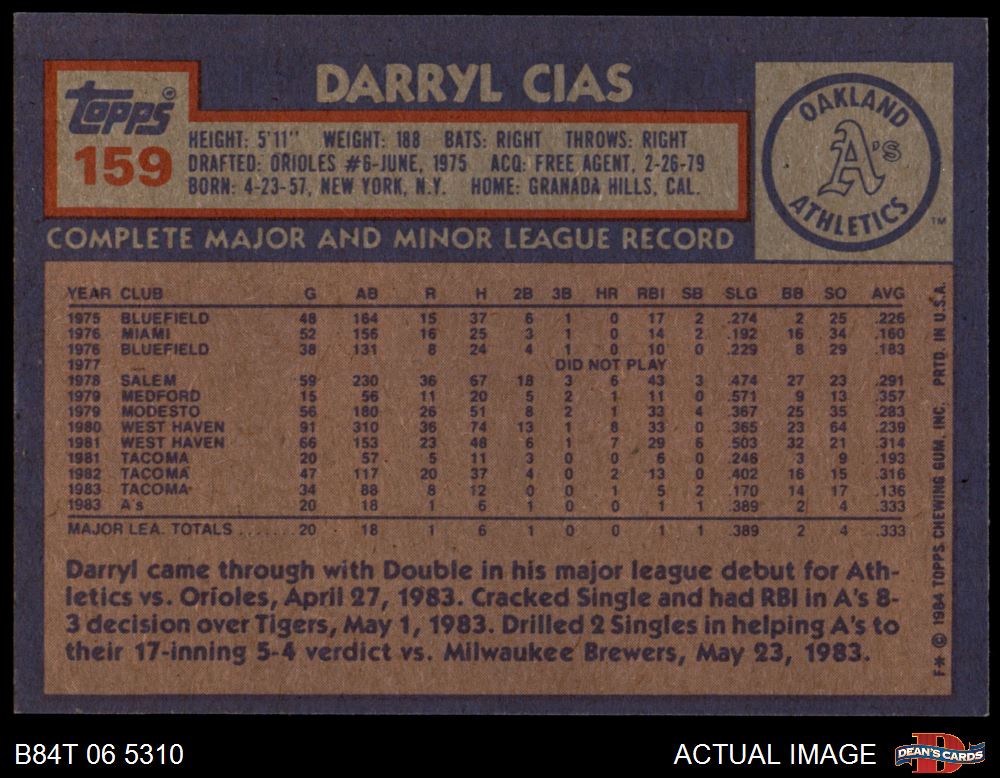 DARRYL CIAS
Topps
159
HEIGHT: 5'11" WEIGHT: 188 BATS: RIGHT THROWS: RIGHT
DRAFTED: ORIOLES #6-JUNE, 1975 ACQ: FREE AGENT, 2-26-79
BORN: 4-23-57, NEW YORK, N.Y. HOME: GRANADA HILLS, CAL.
OAKLAND
A's
ATHLETICS
TM
COMPLETE MAJOR AND MINOR LEAGUE RECORD
YEAR CLUB G AB R H 2B 3B HR RBI SB SLG BB SO AVG
1975 BLUEFIELD 48 164 15 37 6 1 0 17 2 .274 2 25 .226
1976 MIAMI 52 156 16 25 3 1 0 14 2 .192 16 34 .160
1976 BLUEFIELD 38 131 8 24 4 1 0 10 0 .229 8 29 .183
1977 DID NOT PLAY
1978 SALEM 59 230 36 67 18 3 6 43 3 .474 27 23 .291
1979 MEDFORD 15 56 11 20 5 2 1 11 0 .571 9 13 .357
1979 MODESTO 56 180 26 51 8 2 1 33 4 .367 25 35 .283
1980 WEST HAVEN 91 310 36 74 13 1 8 33 0 .365 23 64 .239
1981 WEST HAVEN 66 153 23 48 6 1 7 29 6 .503 32 21 .314
1981 TACOMA 20 57 5 11 3 0 0 6 0 .246 3 9 .193
1982 TACOMA 47 117 20 37 4 0 2 13 0 .402 16 15 .316
1983 TACOMA 34 88 8 12 0 0 1 5 2 .170 14 17 .136
1983 A's 20 18 1 6 1 0 0 1 1 .389 2 4 .333
MAJOR LEA. TOTALS .......20 18 1 6 1 0 0 1 1 .389 2 4 .333
Darryl came through with Double in his major league debut for Ath-
letics vs. Orioles, April 27, 1983. Cracked Single and had RBI in A's 8-
3 decision over Tigers, May 1, 1983. Drilled 2 Singles in helping A's to
their 17-inning 5-4 verdict vs. Milwaukee Brewers, May 23, 1983.
F* © 1984 TOPPS CHEWING GUM, INC. PRTD. IN U.S.A.
B84T 06 5310
ACTUAL IMAGE
DEAN'S CARDS